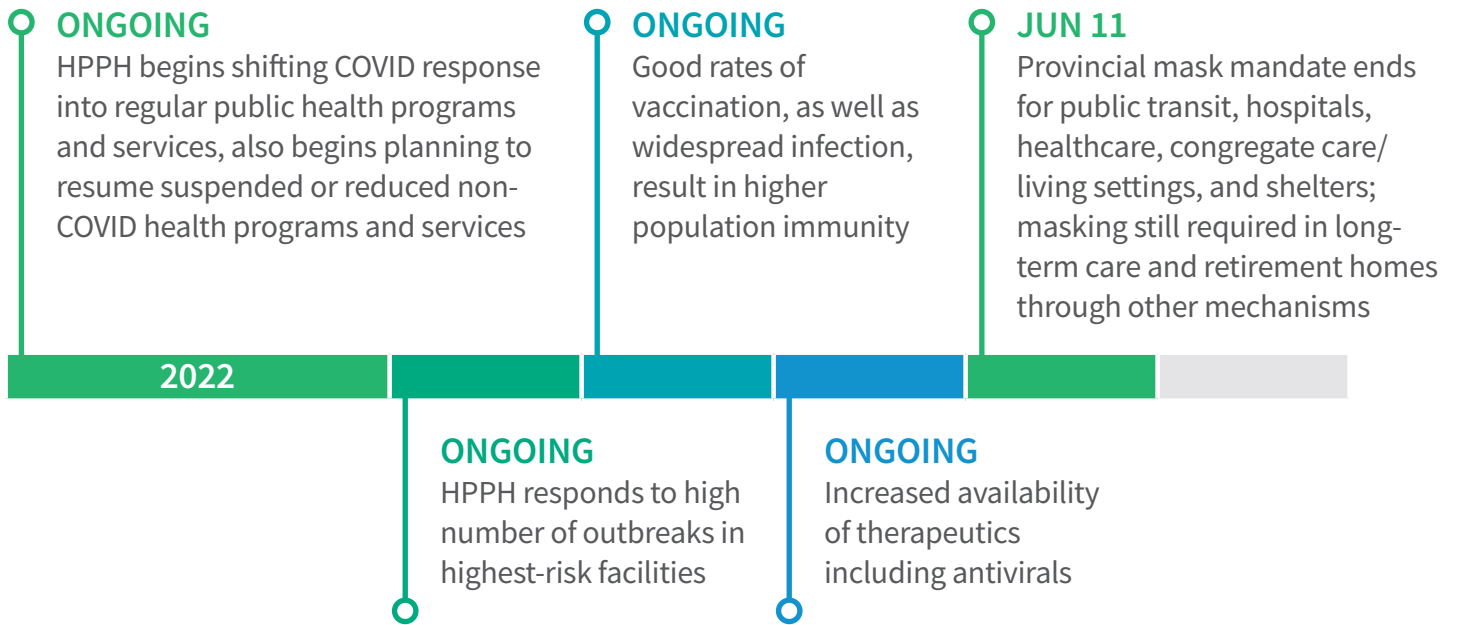 ONGOING
HPPH begins shifting COVID response
into regular public health programs
and services, also begins planning to
resume suspended or reduced non-
COVID health programs and services
ONGOING
Good rates of
vaccination, as well as
widespread infection,
result in higher
population immunity
JUN 11
Provincial mask mandate ends
for public transit, hospitals,
healthcare, congregate care/
living settings, and shelters;
masking still required in long-
term care and retirement homes
through other mechanisms
2022
ONGOING
HPPH responds to high
number of outbreaks in
highest-risk facilities
ONGOING
Increased availability
of therapeutics
including antivirals